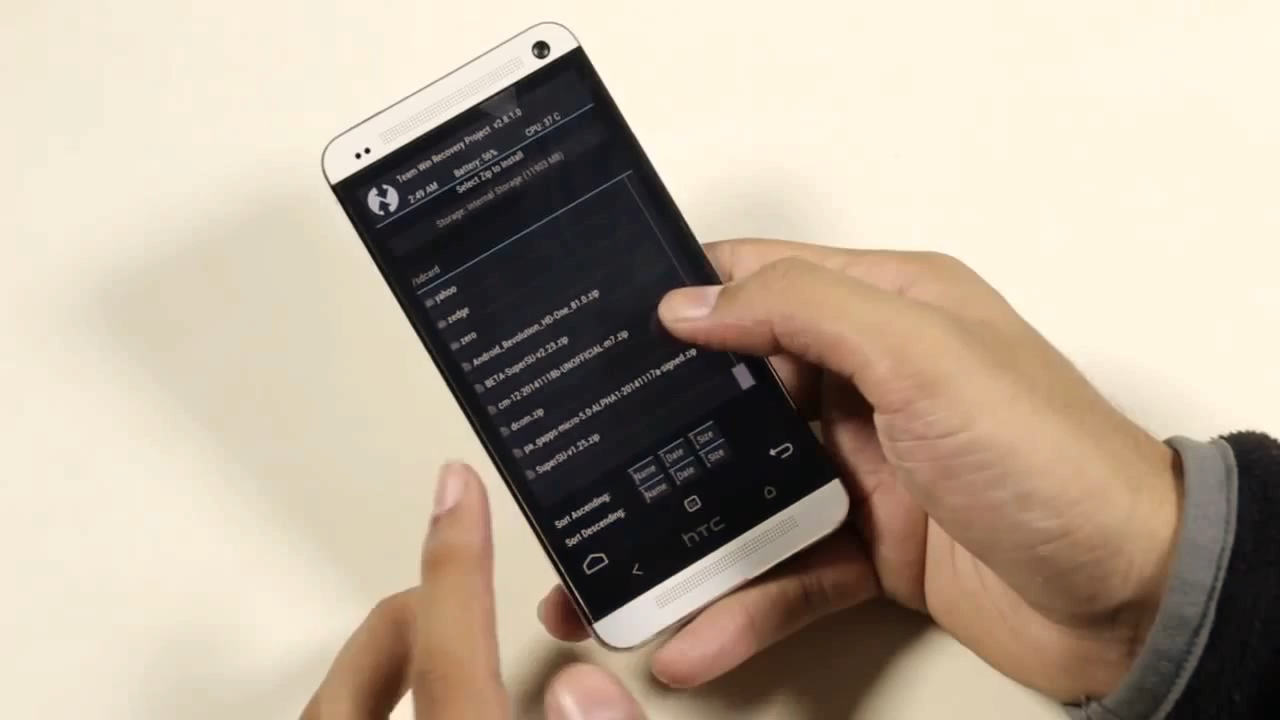 Team Win Recovery Project v2.8.1.0
2:49 AM Battery: 56% CPU: 37 C
Select Zip to Install
Storage: Internal Storage (11903 MB)
/sdcard
yahoo
zedge
zero
Android_Revolution_HD-One_81.0.zip
BETA-SuperSU-v2.23.zip
cm-12-20141118b-UNOFFICIAL-m7.zip
dcom.zip
pa_gapps-micro-5.0-ALPHA1-20141117a-signed.zip
SuperSU-v1.25.zip
Sort Ascending: Name Date Size
Sort Descending: Name Date Size
hTC